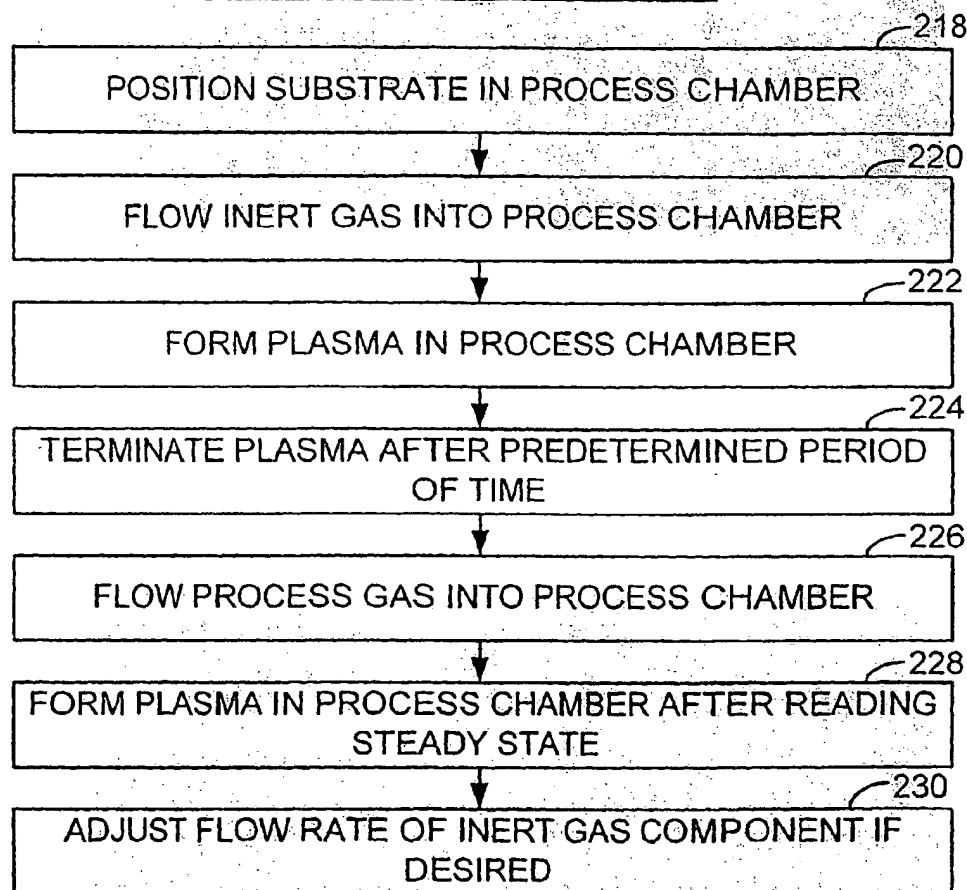 218
POSITION SUBSTRATE IN PROCESS CHAMBER
220
FLOW INERT GAS INTO PROCESS CHAMBER
222
FORM PLASMA IN PROCESS CHAMBER
224
TERMINATE PLASMA AFTER PREDETERMINED PERIOD
OF TIME
226
FLOW PROCESS GAS INTO PROCESS CHAMBER
228
FORM PLASMA IN PROCESS CHAMBER AFTER READING
STEADY STATE
230
ADJUST FLOW RATE OF INERT GAS COMPONENT IF
DESIRED